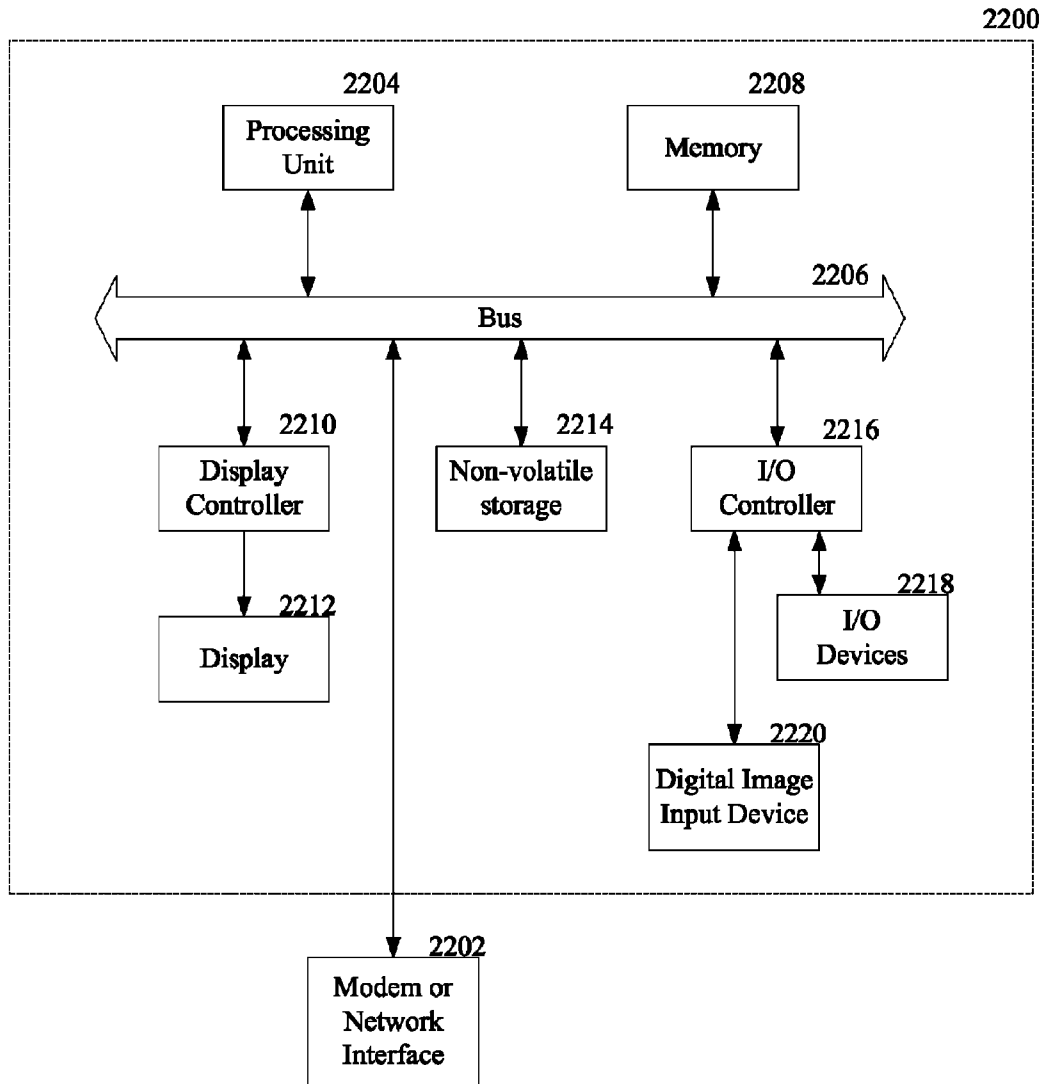 2200
2204
Processing
Unit
2208
Memory
2206
Bus
2210
Display
Controller
2214
Non-volatile
storage
2216
I/O
Controller
2212
Display
2218
I/O
Devices
2220
Digital Image
Input Device
2202
Modem or
Network
Interface